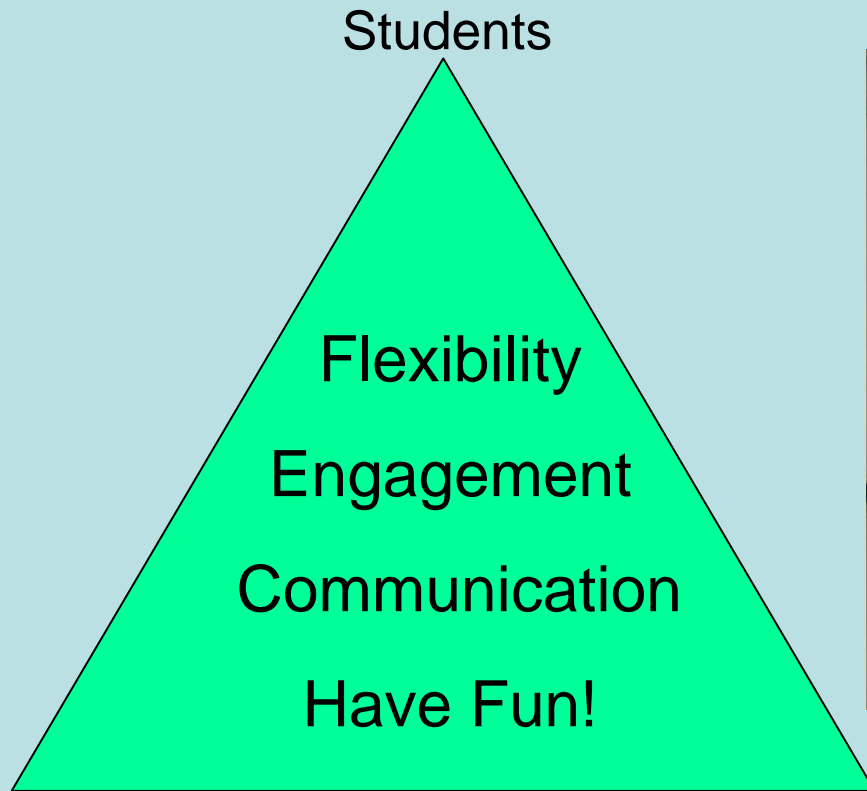 Students
Flexibility
Engagement
Communication
Have Fun!